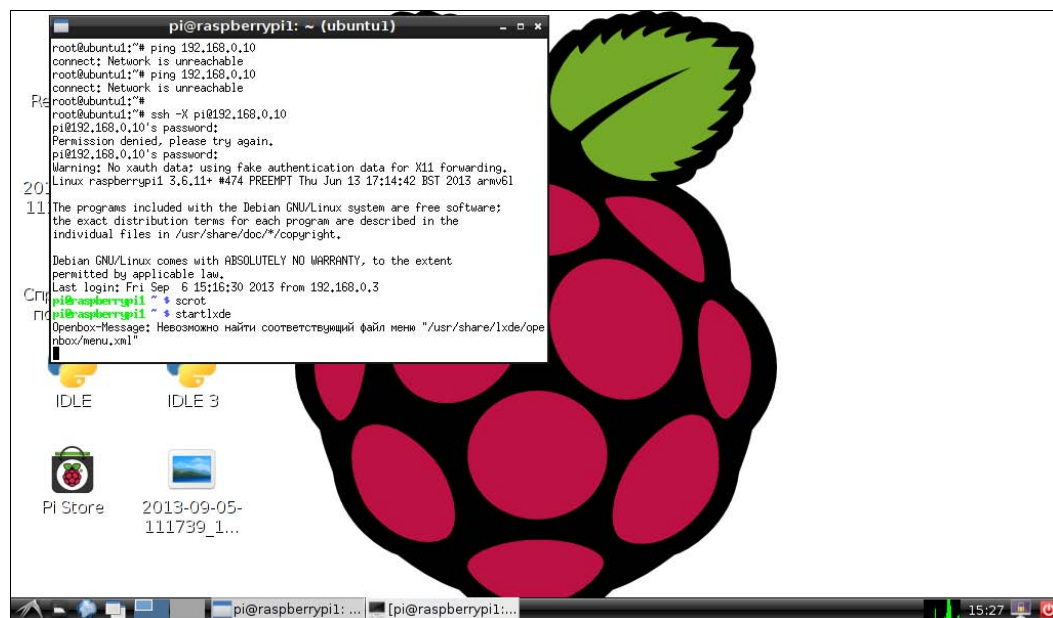 pi@raspberrypi1: ~ (ubuntu1)
root@ubuntu1:~# ping 192.168.0.10
connect: Network is unreachable
root@ubuntu1:~# ping 192.168.0.10
connect: Network is unreachable
root@ubuntu1:~#
root@ubuntu1:~# ssh -X pi@192.168.0.10
pi@192.168.0.10's password:
Permission denied, please try again.
pi@192.168.0.10's password:
Warning: No xauth data; using fake authentication data for X11 forwarding.
Linux raspberrypi1 3.6.11+ #474 PREEMPT Thu Jun 13 17:14:42 BST 2013 armv6l
The programs included with the Debian GNU/Linux system are free software;
the exact distribution terms for each program are described in the
individual files in /usr/share/doc/*/copyright.
Debian GNU/Linux comes with ABSOLUTELY NO WARRANTY, to the extent
permitted by applicable law.
Last login: Fri Sep  6 15:16:30 2013 from 192.168.0.3
pi@raspberrypi1 ~ $ scrot
pi@raspberrypi1 ~ $ startlxde
Openbox-Message: Невозможно найти соответствующий файл меню "/usr/share/lxde/ope
nbox/menu.xml"
IDLE
IDLE 3
Pi Store
2013-09-05-
111739_1...
pi@raspberrypi1: ...
[pi@raspberrypi1:...
15:27